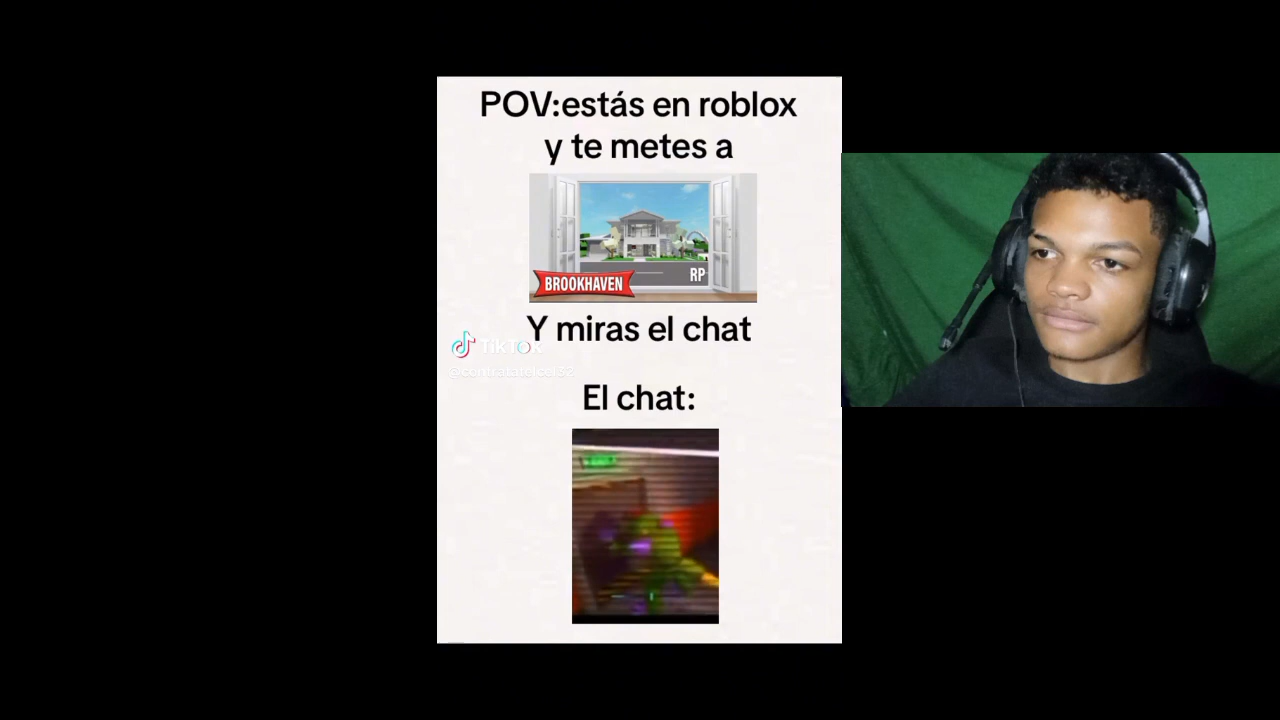 POV:estás en roblox
y te metes a
BROOKHAVEN
RP
Y miras el chat
TikTok
El chat: